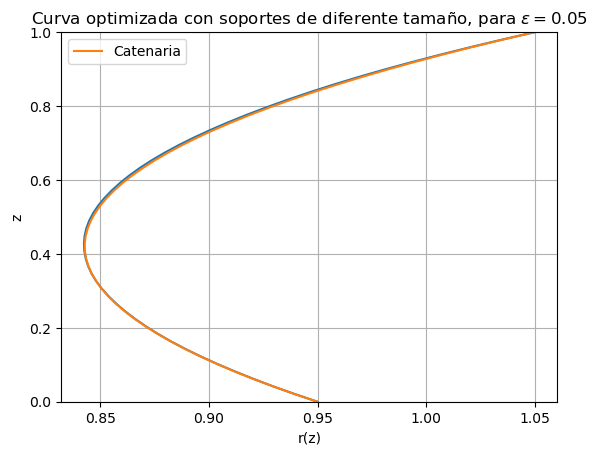 Curva optimizada con soportes de diferente tamaño, para ε = 0.05
Catenaria
1.0
0.8
0.6
0.4
0.2
0.0
z
0.85 0.90 0.95 1.00 1.05
r(z)